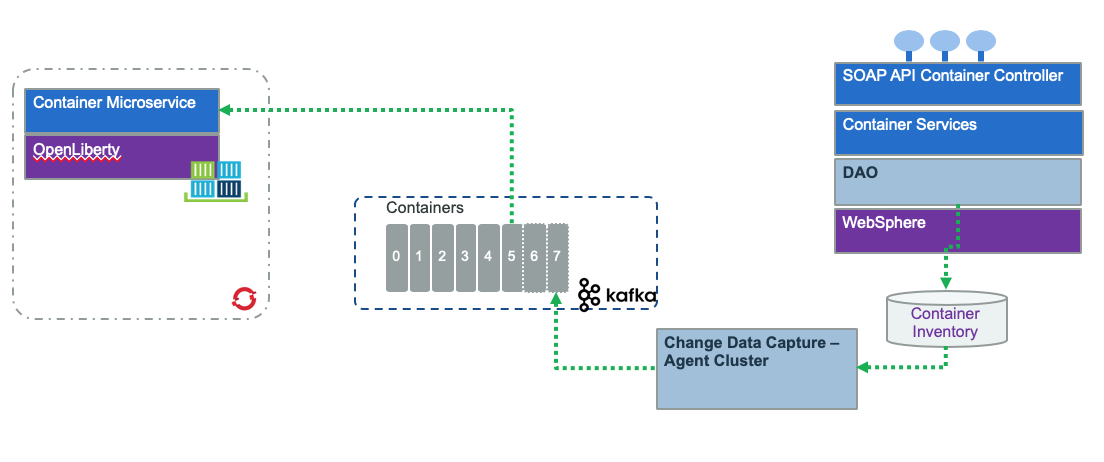 SOAP API Container Controller
Container Microservice
Container Services
OpenLiberty
DAO
Containers
WebSphere
0 1 2 3 4 5 6 7
kafka
Container
Inventory
Change Data Capture –
Agent Cluster